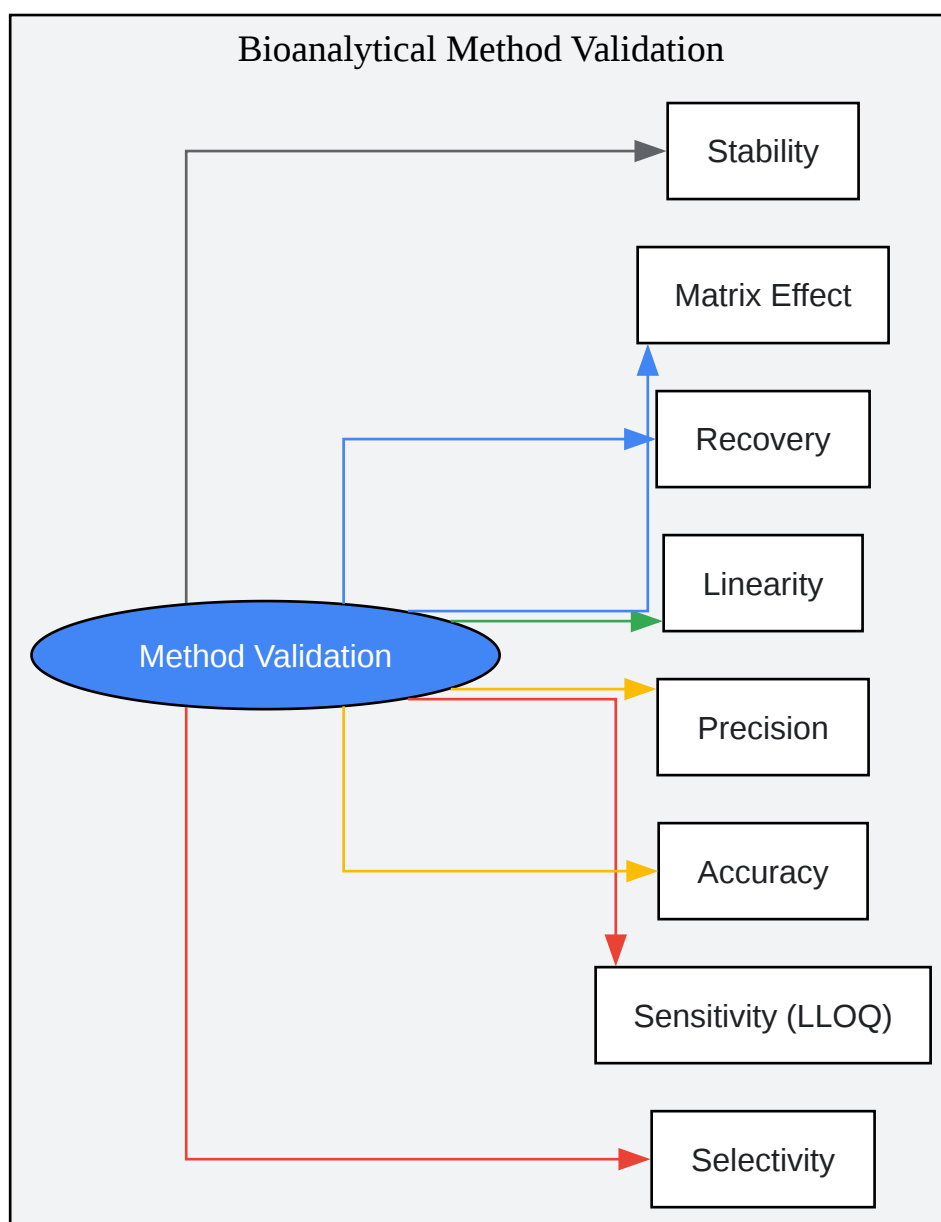 Bioanalytical Method Validation
Stability
Matrix Effect
Recovery
Linearity
Method Validation
Precision
Accuracy
Sensitivity (LLOQ)
Selectivity